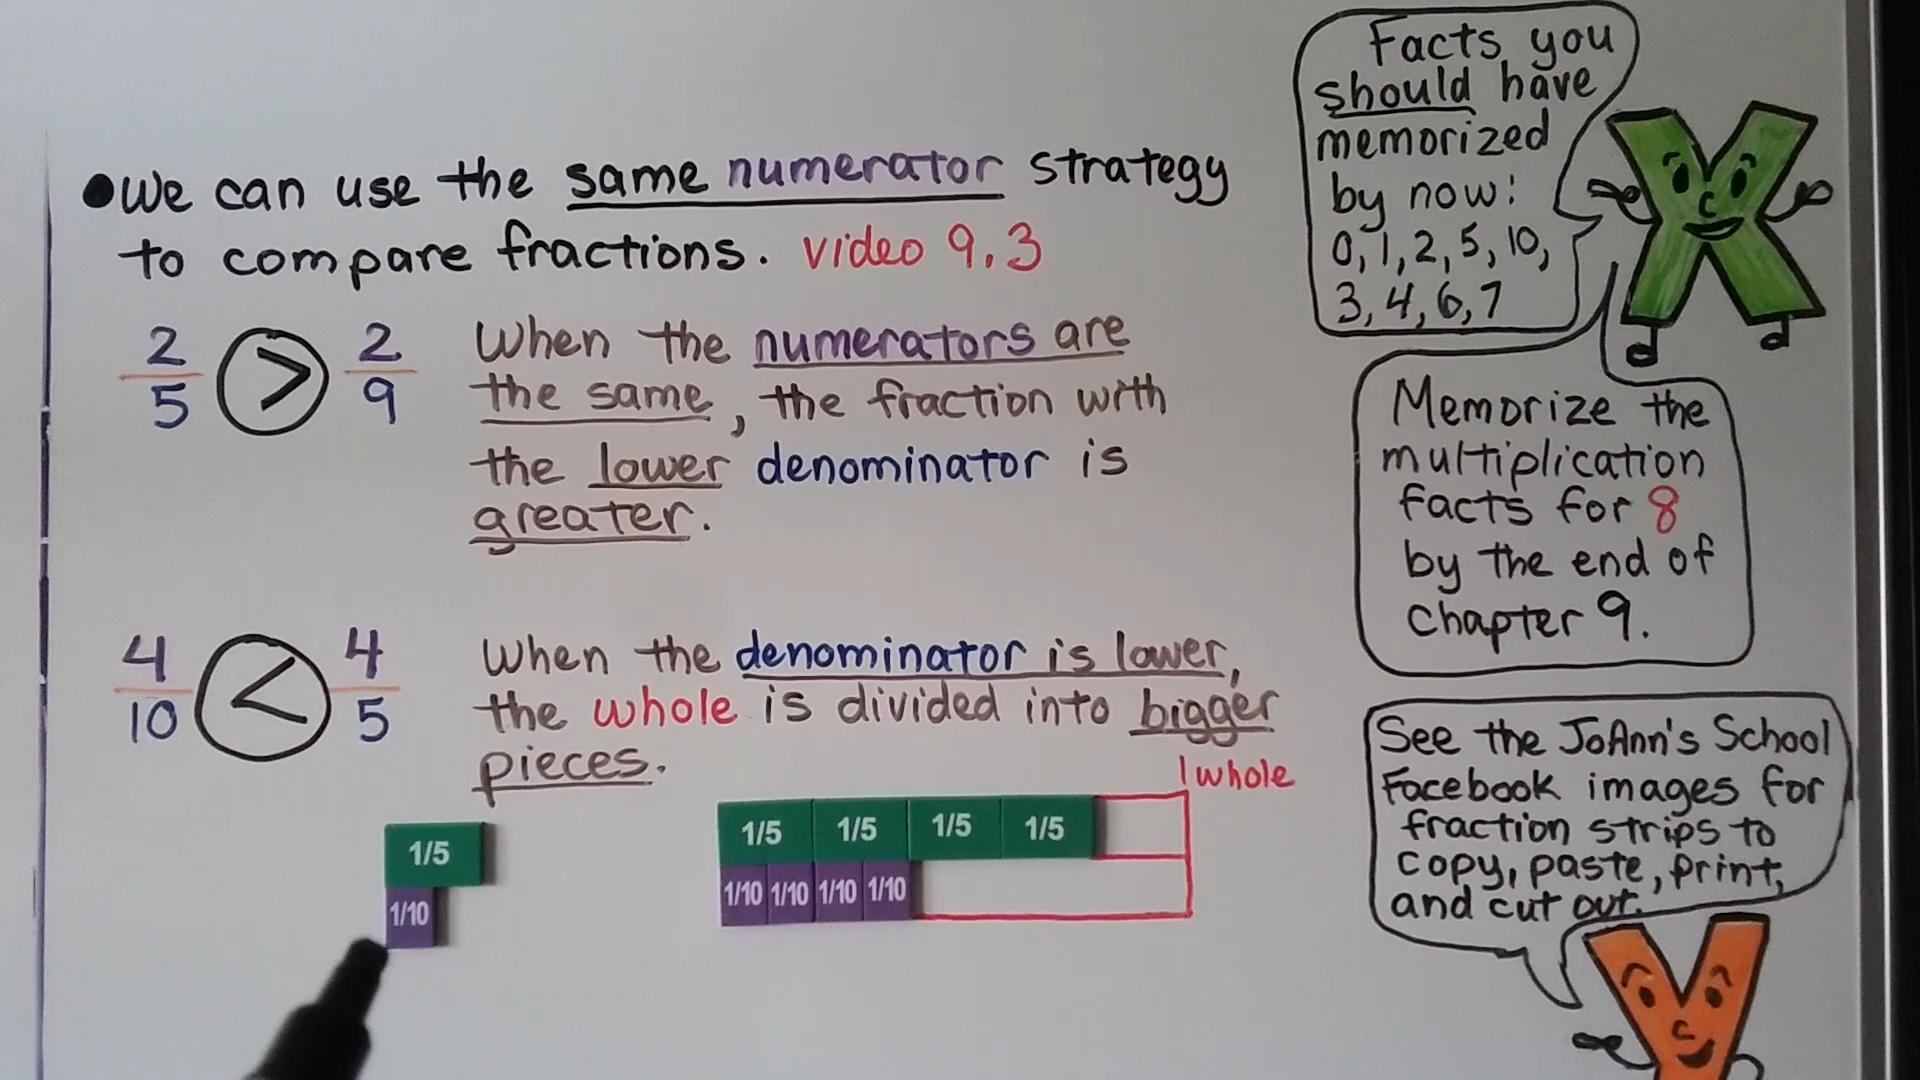 •We can use the same numerator strategy
to compare fractions. video 9.3
2/5 > 2/9
When the numerators are
the same, the fraction with
the lower denominator is
greater.
4/10 < 4/5
When the denominator is lower,
the whole is divided into bigger
pieces.
1 whole
1/5
1/10
1/5 1/5 1/5 1/5
1/10 1/10 1/10 1/10
Facts you
should have
memorized
by now:
0, 1, 2, 5, 10,
3, 4, 6, 7
Memorize the
multiplication
facts for 8
by the end of
Chapter 9.
See the JoAnn's School
Facebook images for
fraction strips to
copy, paste, print,
and cut out.